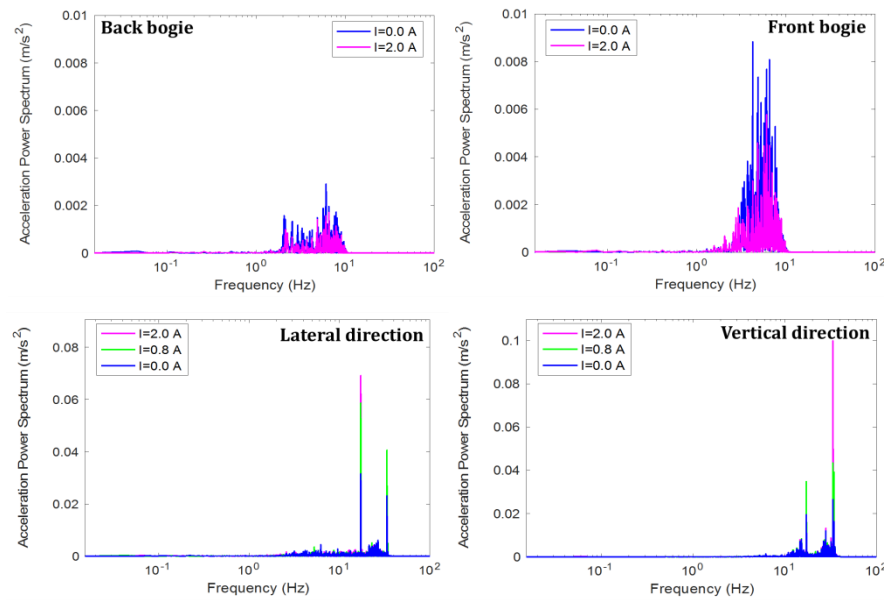 Back bogie
I=0.0 A
I=2.0 A
Acceleration Power Spectrum (m/s²)
0.01
0.008
0.006
0.004
0.002
0
10⁻¹ 10⁰ 10¹ 10²
Frequency (Hz)
Front bogie
I=0.0 A
I=2.0 A
Acceleration Power Spectrum (m/s²)
0.01
0.008
0.006
0.004
0.002
0
10⁻¹ 10⁰ 10¹ 10²
Frequency (Hz)
Lateral direction
I=2.0 A
I=0.8 A
I=0.0 A
Acceleration Power Spectrum (m/s²)
0.08
0.06
0.04
0.02
0
10⁻¹ 10⁰ 10¹ 10²
Frequency (Hz)
Vertical direction
I=2.0 A
I=0.8 A
I=0.0 A
Acceleration Power Spectrum (m/s²)
0.1
0.08
0.06
0.04
0.02
0
10⁻¹ 10⁰ 10¹ 10²
Frequency (Hz)